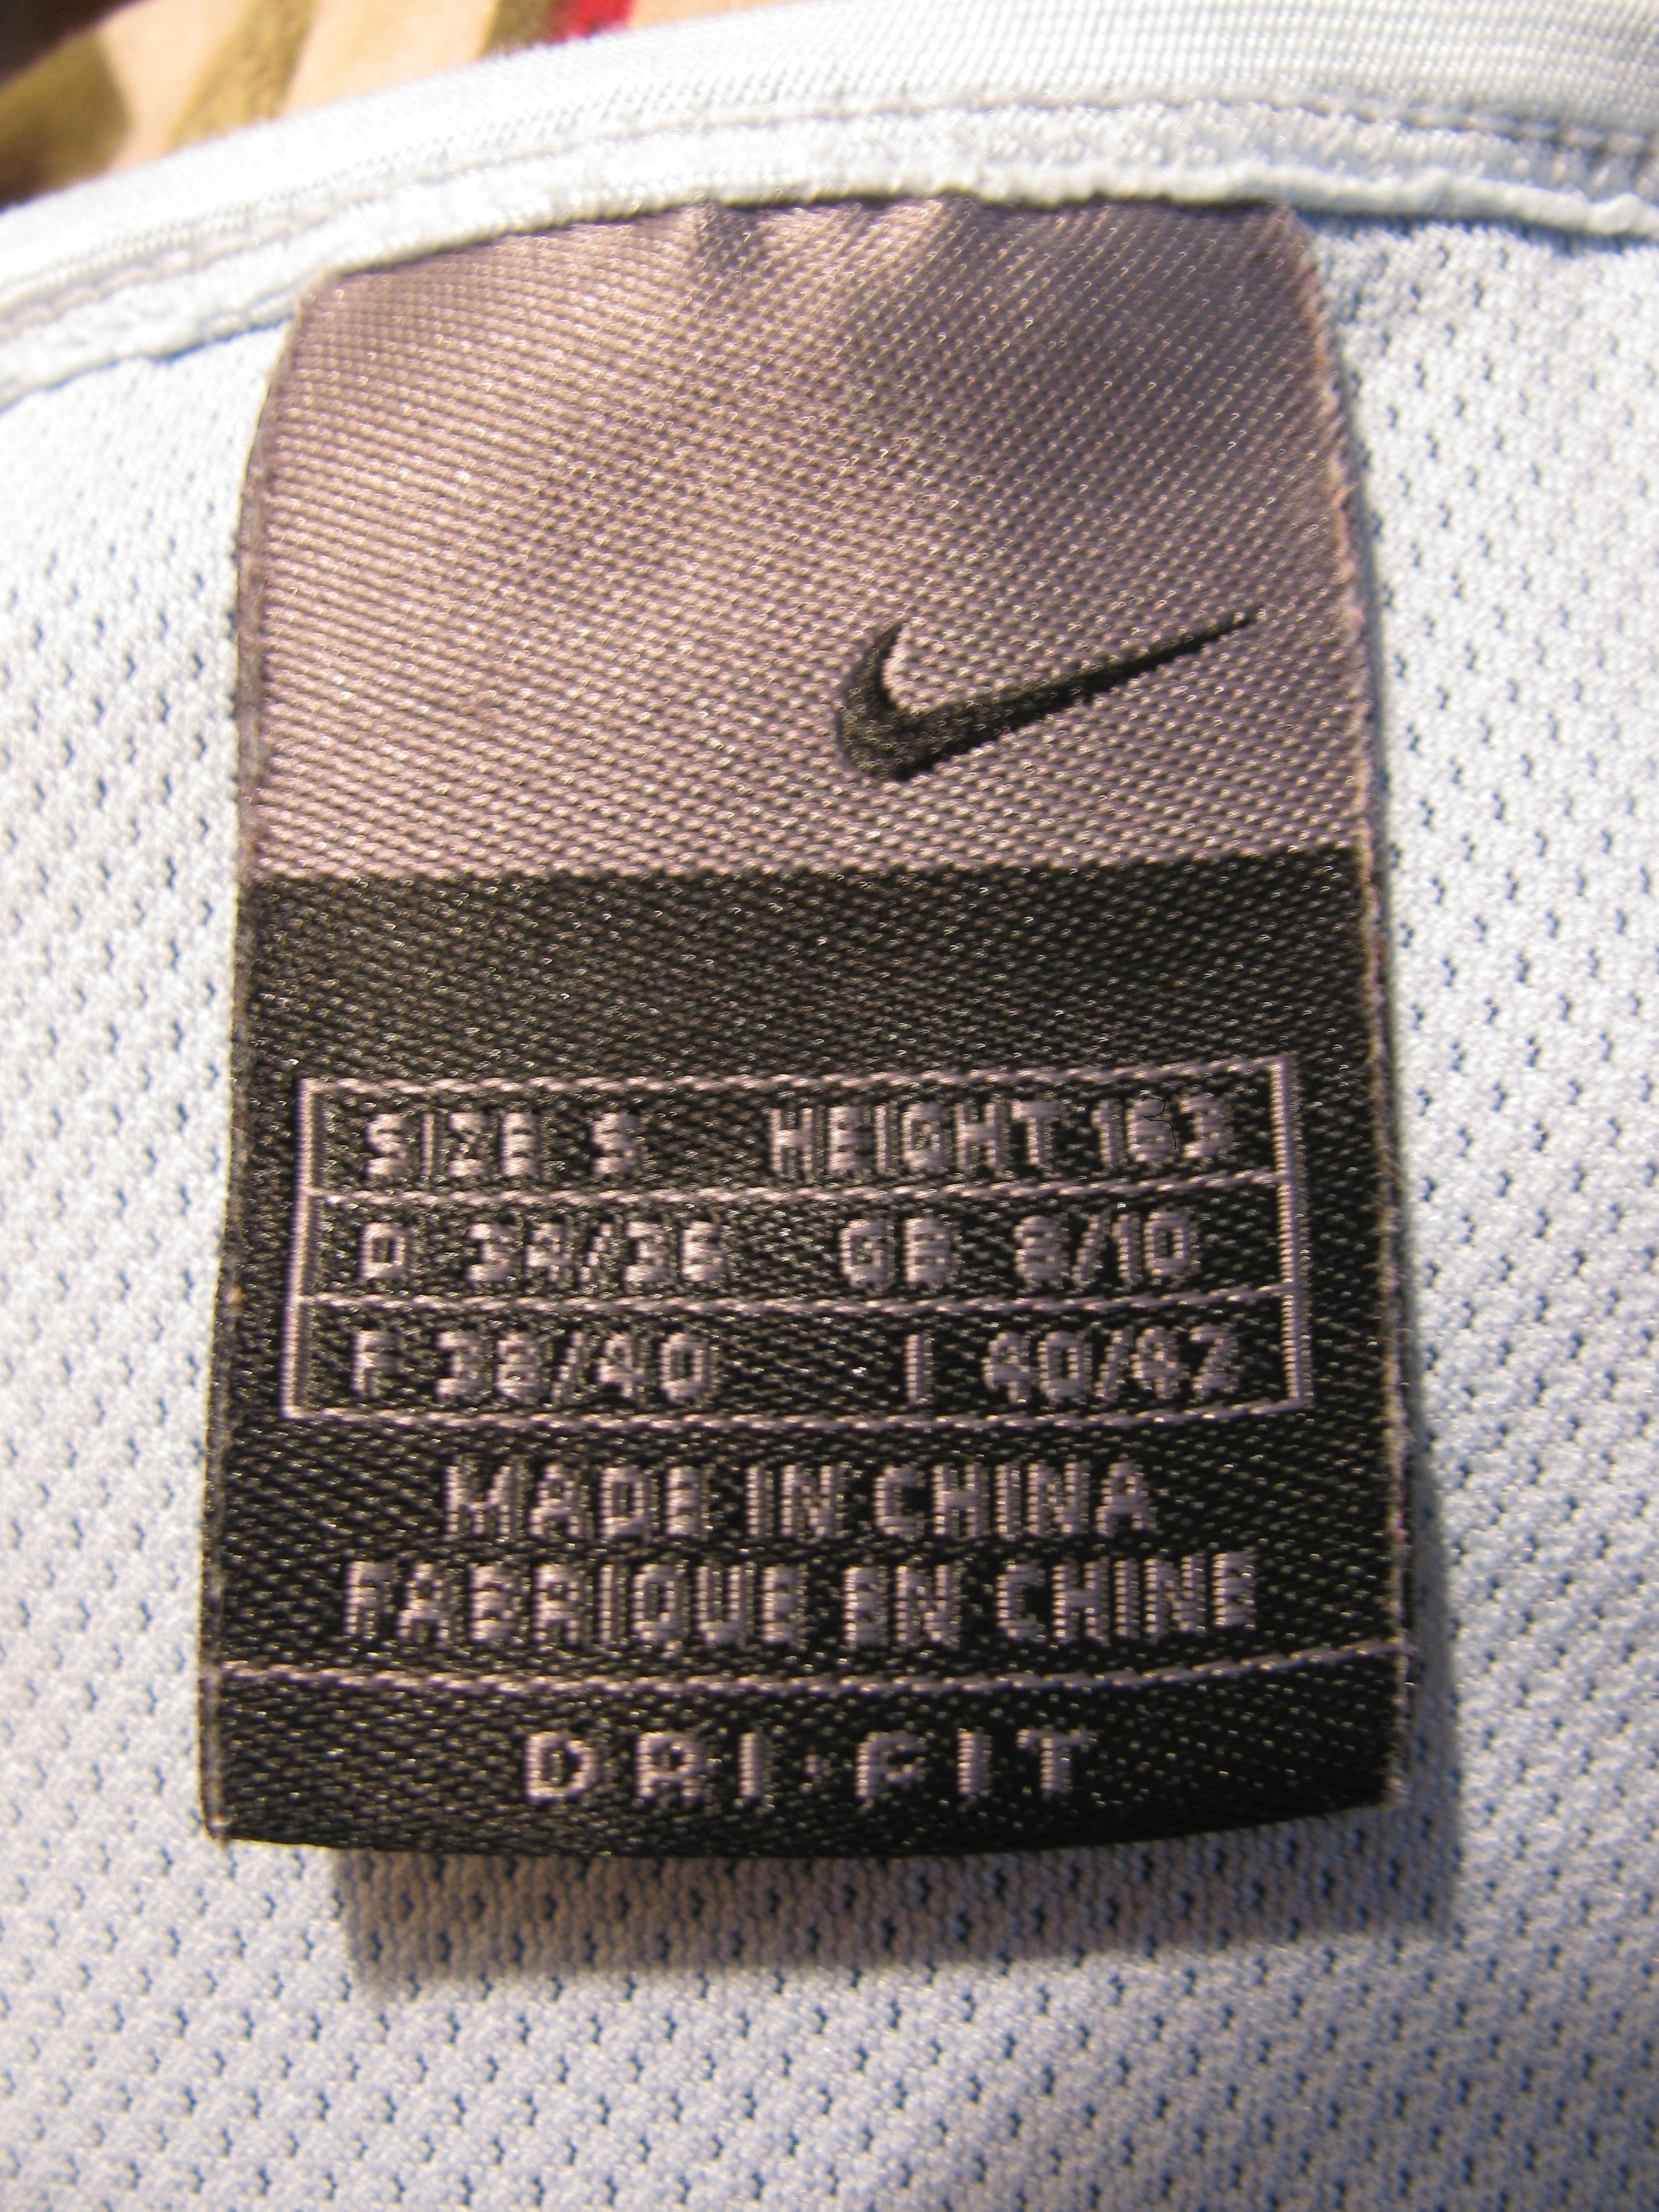 SIZE S HEIGHT 163
D 34/36 GB 8/10
F 38/40 I 40/42
MADE IN CHINA
FABRIQUE EN CHINE
DRI·FIT